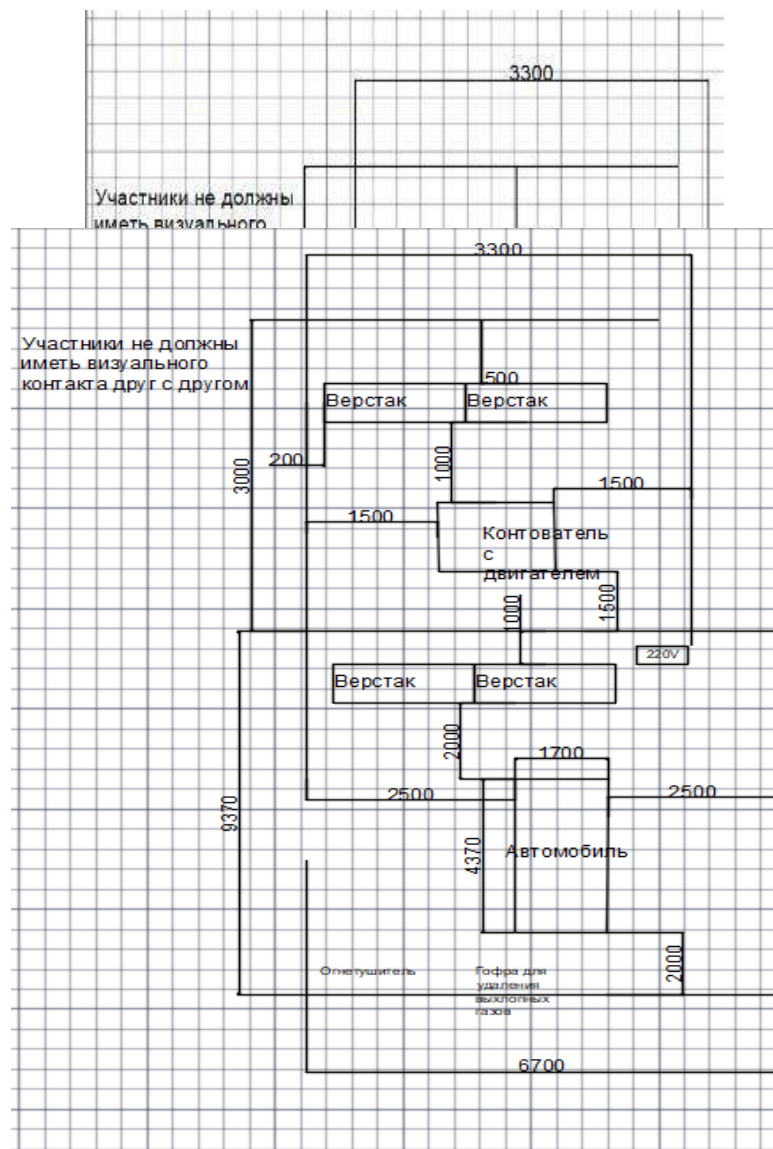 3300
Участники не должны
иметь визуального
3300
Участники не должны
иметь визуального
контакта друг с другом
500
Верстак
Верстак
200
1000
3000
1500
1500
Контователь
с
двигателем
1000
1500
220V
Верстак
Верстак
2000
1700
2500
2500
9370
4370
Автомобиль
2000
Огнетушитель
Гофра для
удаления
выхлопных
газов
6700